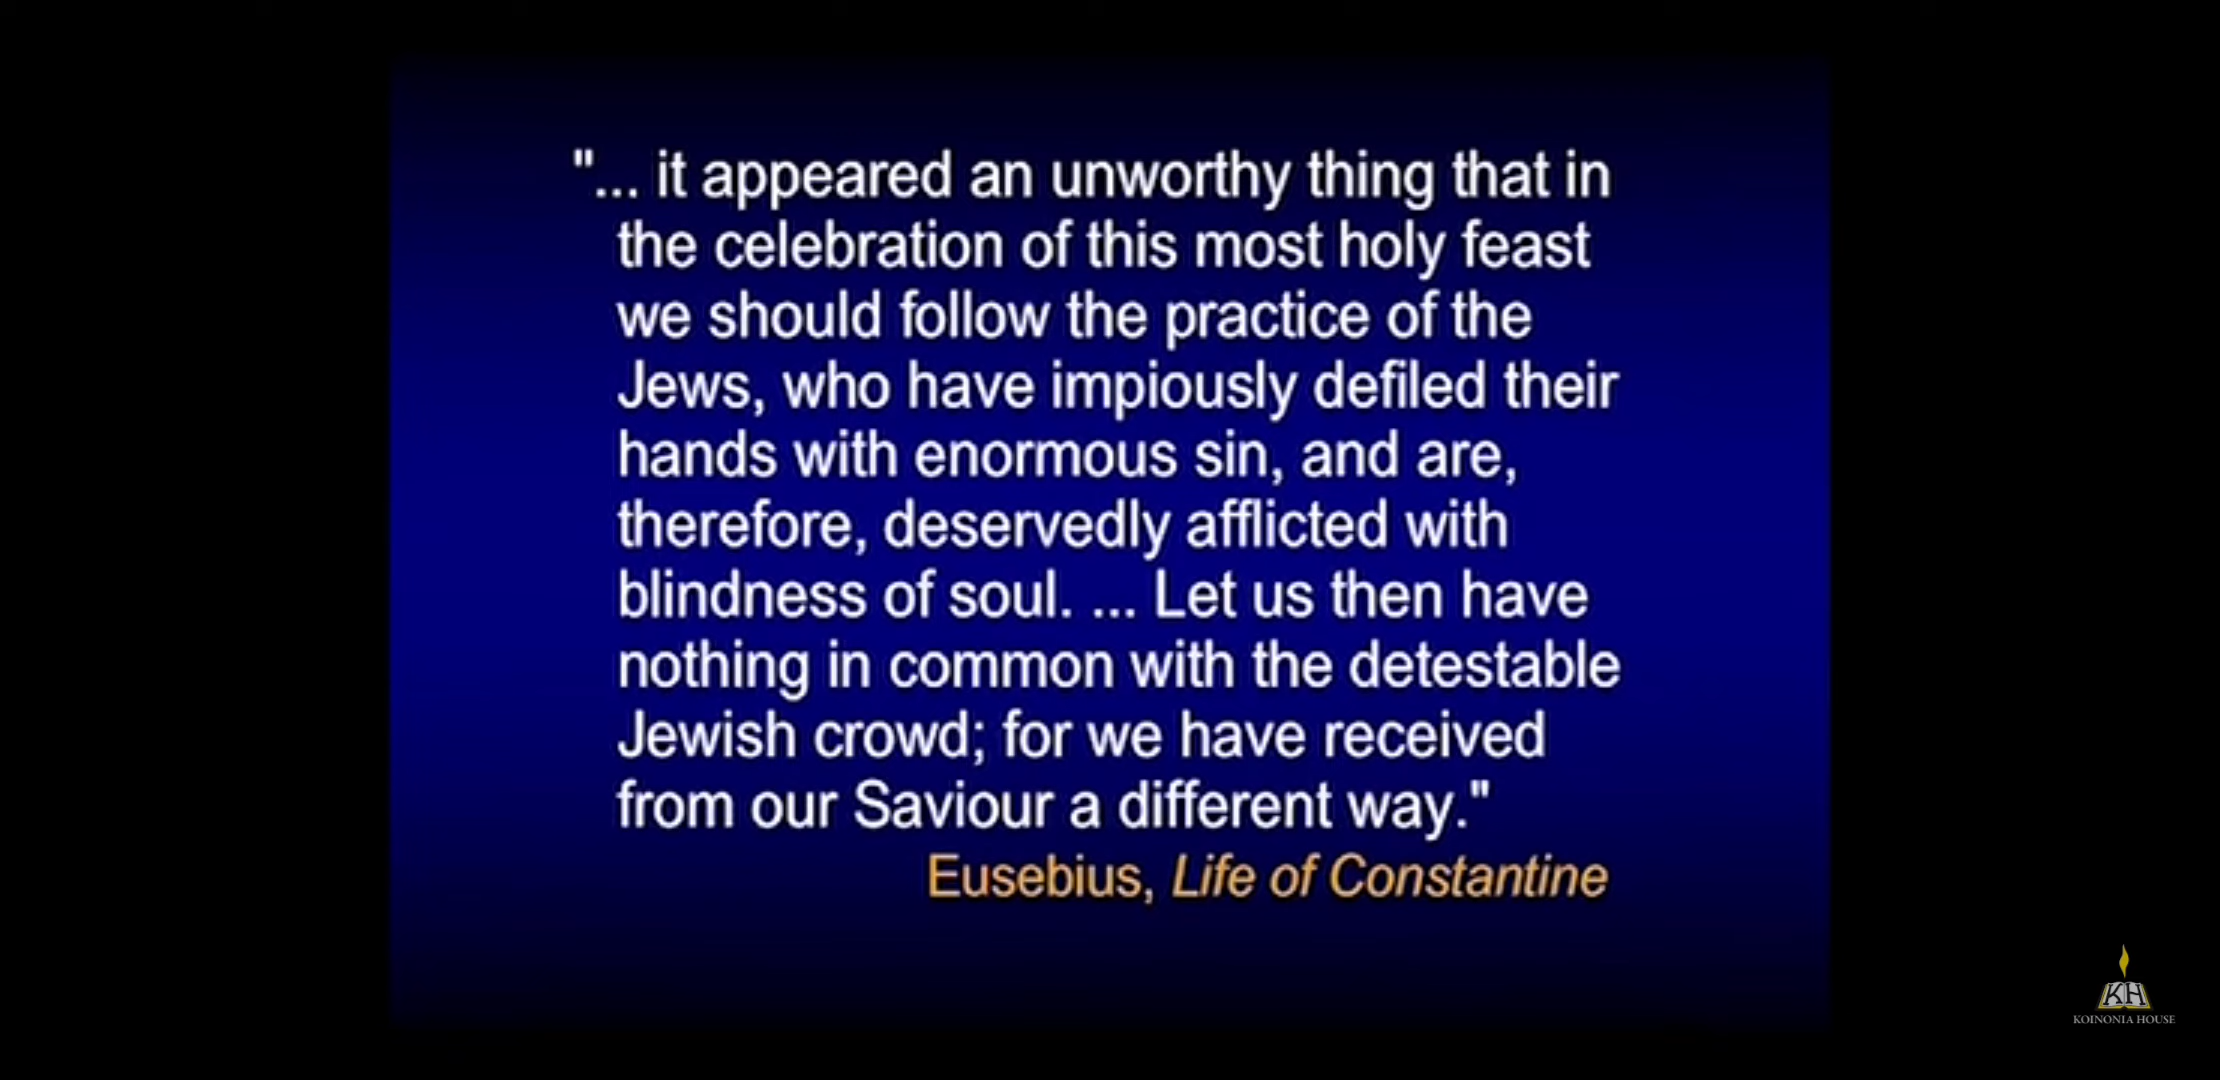 "... it appeared an unworthy thing that in
the celebration of this most holy feast
we should follow the practice of the
Jews, who have impiously defiled their
hands with enormous sin, and are,
therefore, deservedly afflicted with
blindness of soul. ... Let us then have
nothing in common with the detestable
Jewish crowd; for we have received
from our Saviour a different way."
Eusebius, Life of Constantine
KH
KOINONIA HOUSE